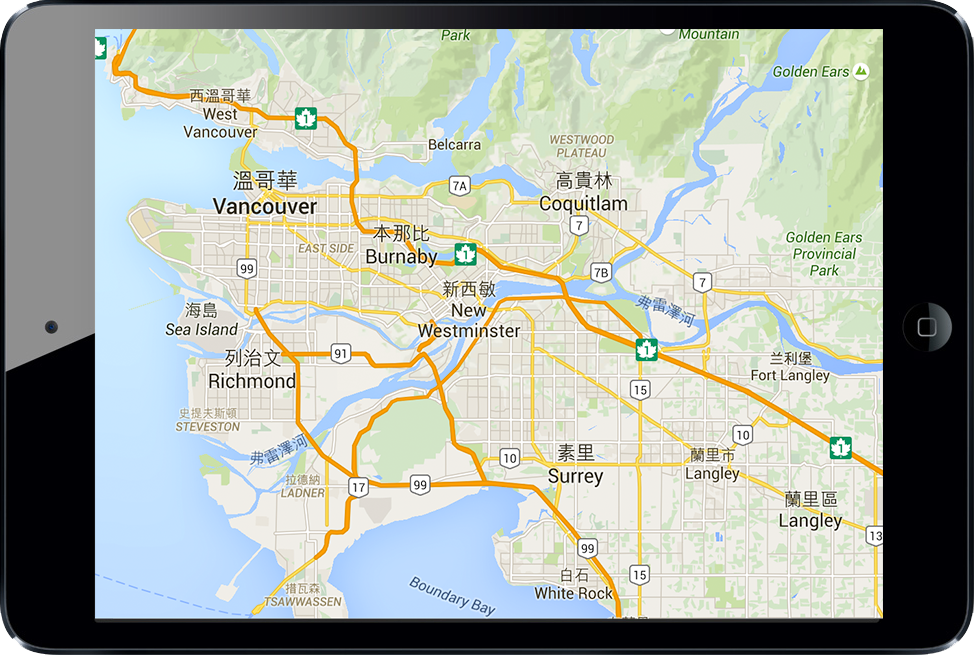 Park
Mountain
Golden Ears
西溫哥華
West
Vancouver
1
Belcarra
WESTWOOD
PLATEAU
溫哥華
Vancouver
7A
高貴林
Coquitlam
7
本那比
Burnaby
EAST SIDE
1
Golden Ears
Provincial
Park
99
7B
7
新西敏
New
Westminster
弗雷澤河
海島
Sea Island
列治文
Richmond
91
1
兰利堡
Fort Langley
15
史提夫斯頓
STEVESTON
弗雷澤河
10
10
素里
Surrey
蘭里市
Langley
1
拉德納
LADNER
17
99
蘭里區
Langley
13
99
白石
White Rock
15
措瓦森
TSAWWASSEN
Boundary Bay